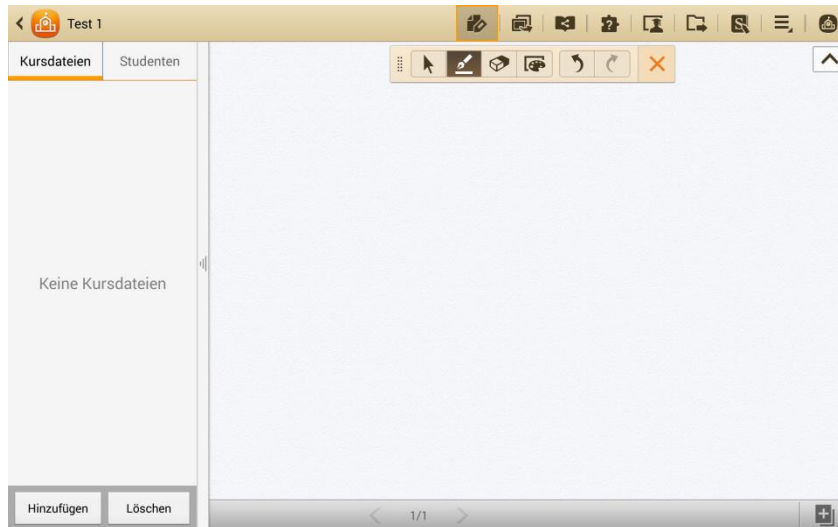 Test 1
Kursdateien
Studenten
Keine Kursdateien
Hinzufügen
Löschen
1/1